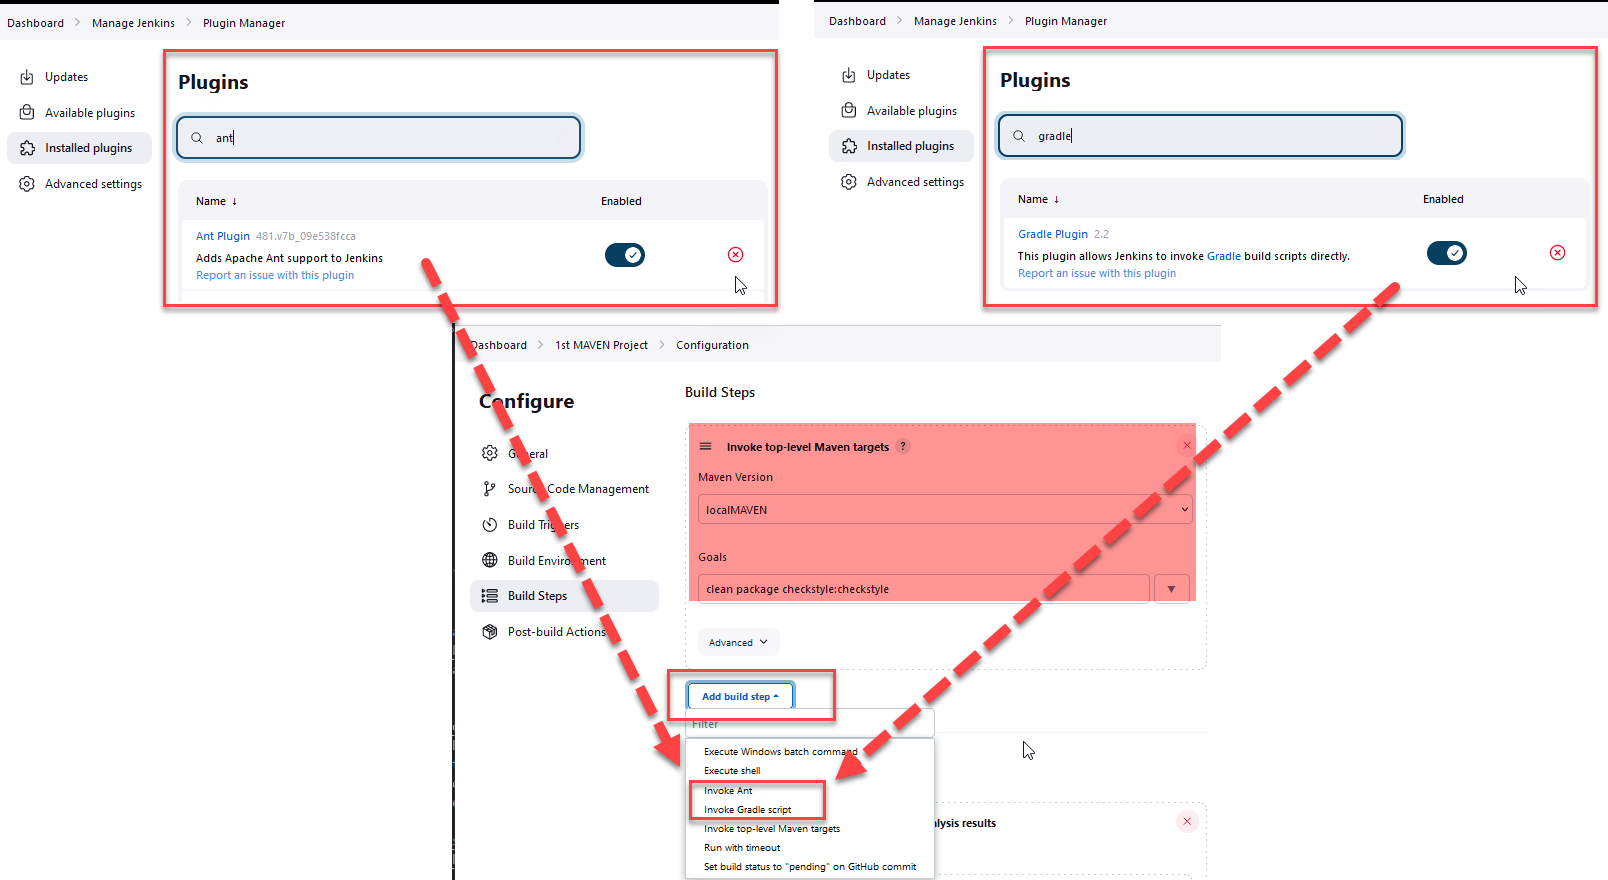 Dashboard > Manage Jenkins > Plugin Manager
Updates
Available plugins
Installed plugins
Advanced settings
Plugins
ant
Name ↓ Enabled
Ant Plugin 481.v7b_09e538fcca
Adds Apache Ant support to Jenkins
Report an issue with this plugin
Dashboard > Manage Jenkins > Plugin Manager
Updates
Available plugins
Installed plugins
Advanced settings
Plugins
gradle
Name ↓ Enabled
Gradle Plugin 2.2
This plugin allows Jenkins to invoke Gradle build scripts directly.
Report an issue with this plugin
Dashboard > 1st MAVEN Project > Configuration
Configure
General
Source Code Management
Build Triggers
Build Environment
Build Steps
Post-build Actions
Build Steps
Invoke top-level Maven targets ?
Maven Version
localMAVEN
Goals
clean package checkstyle:checkstyle
Advanced
Add build step
Filter
Execute Windows batch command
Execute shell
Invoke Ant
Invoke Gradle script
Invoke top-level Maven targets
Run with timeout
Set build status to "pending" on GitHub commit
lysis results